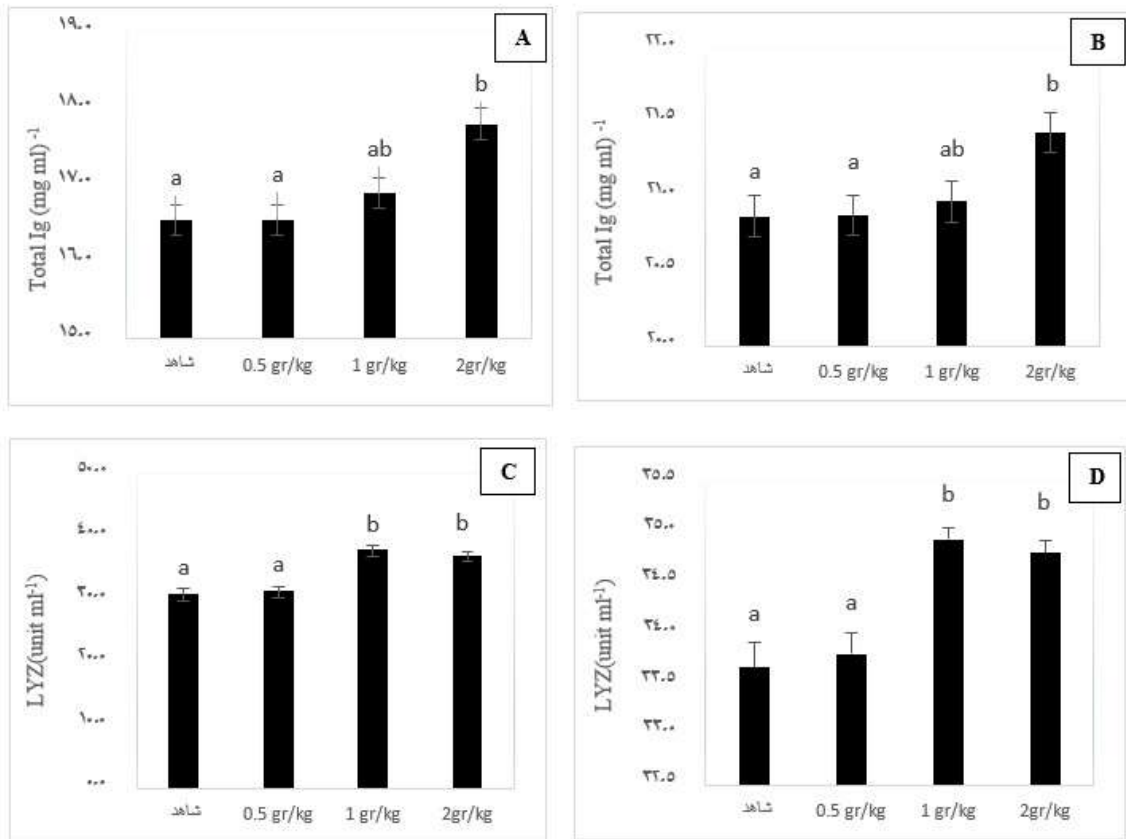 A
Total Ig (mg ml) -1
۱۹.۰
۱۸.۰
۱۷.۰
۱۶.۰
۱۵.۰
a
a
ab
b
شاهد
0.5 gr/kg
1 gr/kg
2gr/kg
B
Total Ig (mg ml) -1
۲۲.۰
۲۱.۵
۲۱.۰
۲۰.۵
۲۰.۰
a
a
ab
b
شاهد
0.5 gr/kg
1 gr/kg
2gr/kg
C
LYZ(unit ml-1)
۵۰.۰
٤۰.۰
۳۰.۰
۲۰.۰
۱۰.۰
۰.۰
a
a
b
b
شاهد
0.5 gr/kg
1 gr/kg
2gr/kg
D
LYZ(unit ml-1)
۳۵.۵
۳۵.۰
۳٤.۵
۳٤.۰
۳۳.۵
۳۳.۰
۳۲.۵
a
a
b
b
شاهد
0.5 gr/kg
1 gr/kg
2gr/kg